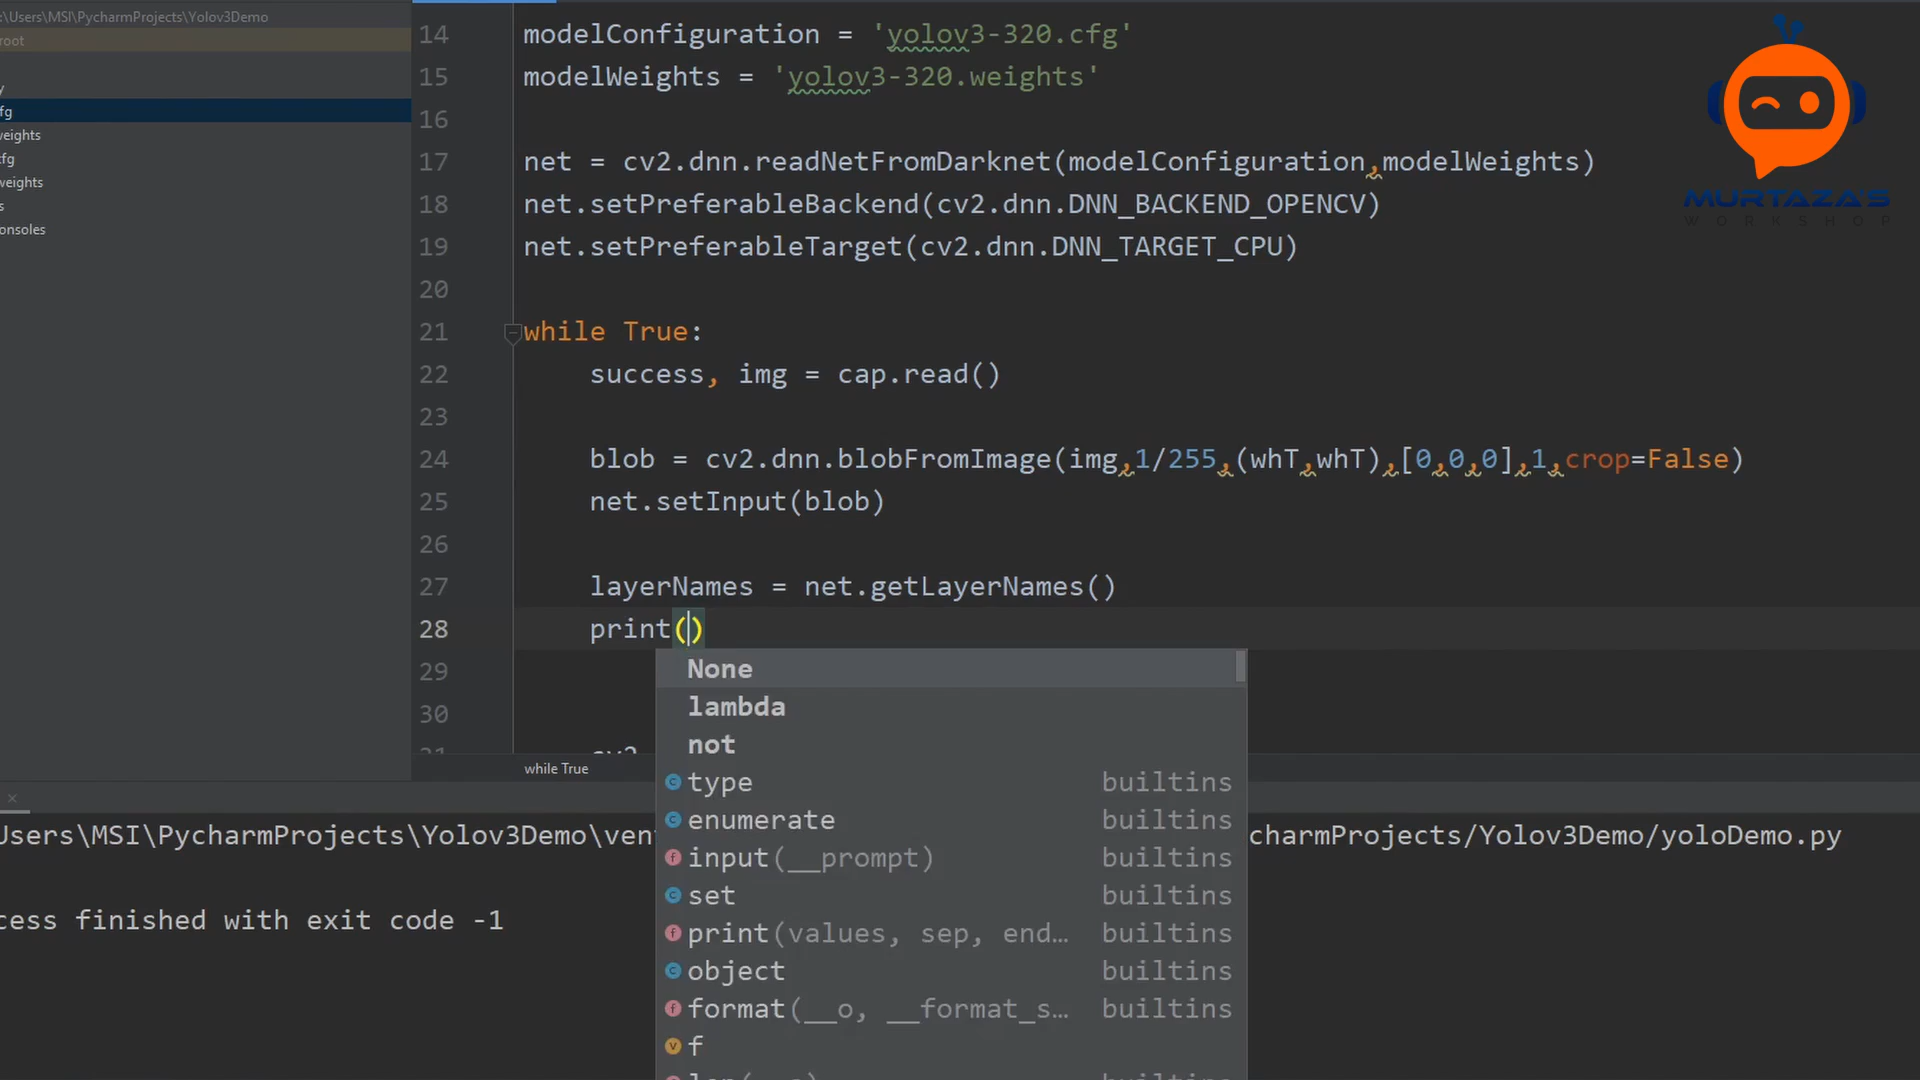 :\Users\MSI\PycharmProjects\Yolov3Demo
root
y
fg
weights
cfg
weights
s
onsoles
14 modelConfiguration = 'yolov3-320.cfg'
15 modelWeights = 'yolov3-320.weights'
16
17 net = cv2.dnn.readNetFromDarknet(modelConfiguration,modelWeights)
18 net.setPreferableBackend(cv2.dnn.DNN_BACKEND_OPENCV)
19 net.setPreferableTarget(cv2.dnn.DNN_TARGET_CPU)
20
21 while True:
22 success, img = cap.read()
23
24 blob = cv2.dnn.blobFromImage(img,1/255,(whT,whT),[0,0,0],1,crop=False)
25 net.setInput(blob)
26
27 layerNames = net.getLayerNames()
28 print()
29
30
31 cv2
None
lambda
not
type builtins
enumerate builtins
input(__prompt) builtins
set builtins
print(values, sep, end… builtins
object builtins
format(__o, __format_s… builtins
f
while True
Users\MSI\PycharmProjects\Yolov3Demo\ven
charmProjects/Yolov3Demo/yoloDemo.py
cess finished with exit code -1
MURTAZA'S
WORKSHOP